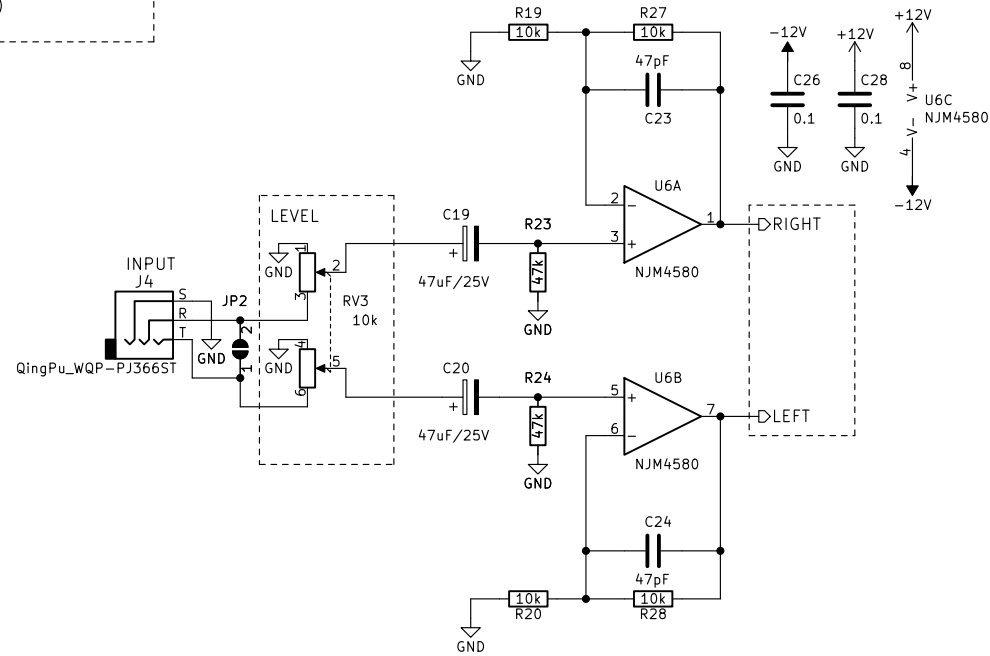 )
R19
10k
R27
10k
GND
47pF
C23
-12V
+12V
+12V
C26
0.1
C28
0.1
GND
GND
8
V+
U6C
NJM4580
V-
4
-12V
LEVEL
C19
R23
2
-
U6A
1
RIGHT
3
+
NJM4580
GND
1
2
3
+
47uF/25V
47k
GND
RV3
10k
INPUT
J4
S
R
T
JP2
2
1
GND
QingPu_WQP-PJ366ST
GND
4
5
6
C20
R24
+
47uF/25V
47k
GND
5
+
U6B
7
LEFT
6
-
NJM4580
C24
47pF
10k
R20
10k
R28
GND